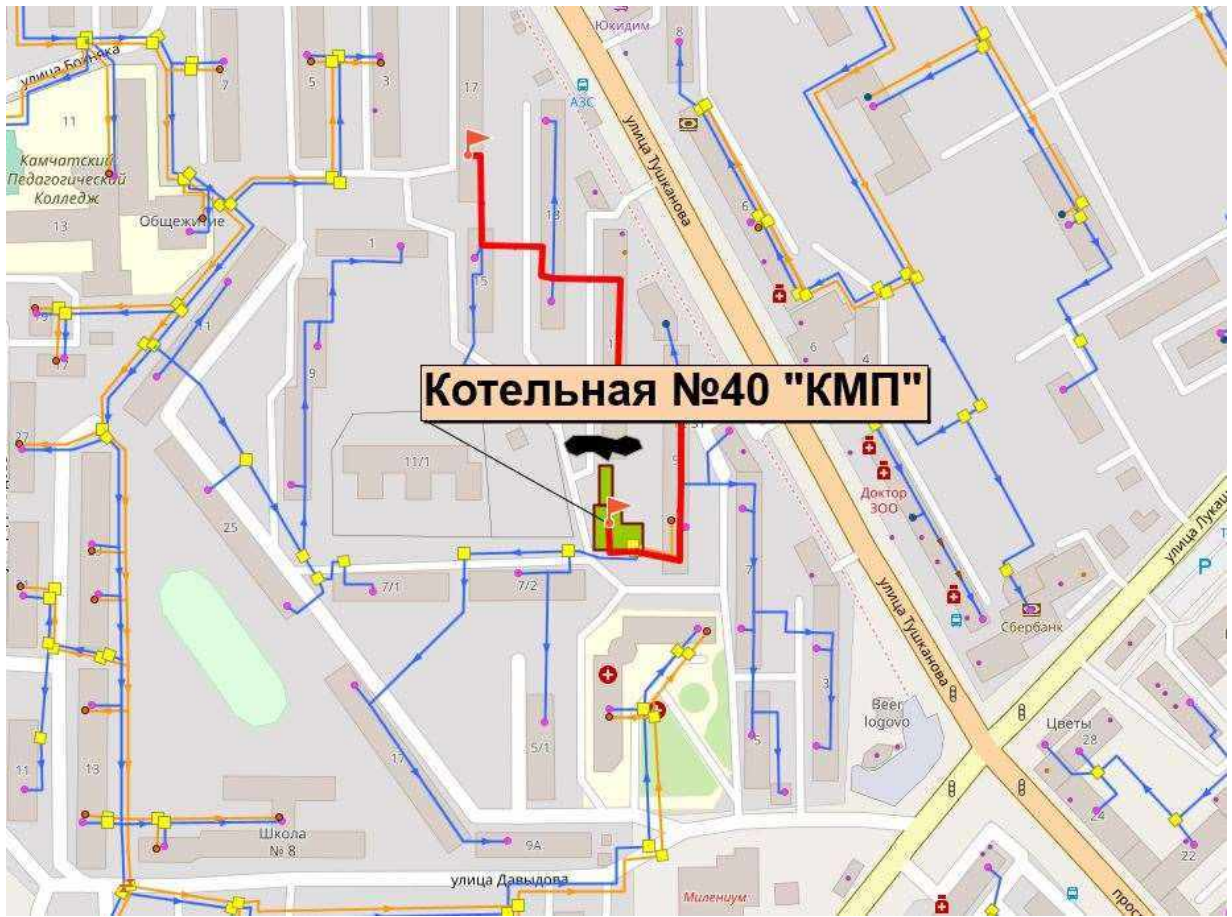 Юкидим
улица Бохняка
7
5
3
17
8
АЗС
11
улица Тушканова
Камчатский
Педагогический
Колледж
13
Общежитие
18
6
1
15
11
9
6
4
17
Котельная №40 "КМП"
27
11/1
9
Доктор
ЗОО
25
улица Лукаш
7/1
7/2
7
улица Тушканова
Сбербанк
P
3
Beer
logovo
Цветы
28
11
13
17
5/1
5
24
Школа
№ 8
9А
22
улица Давыдова
Милениум
прос